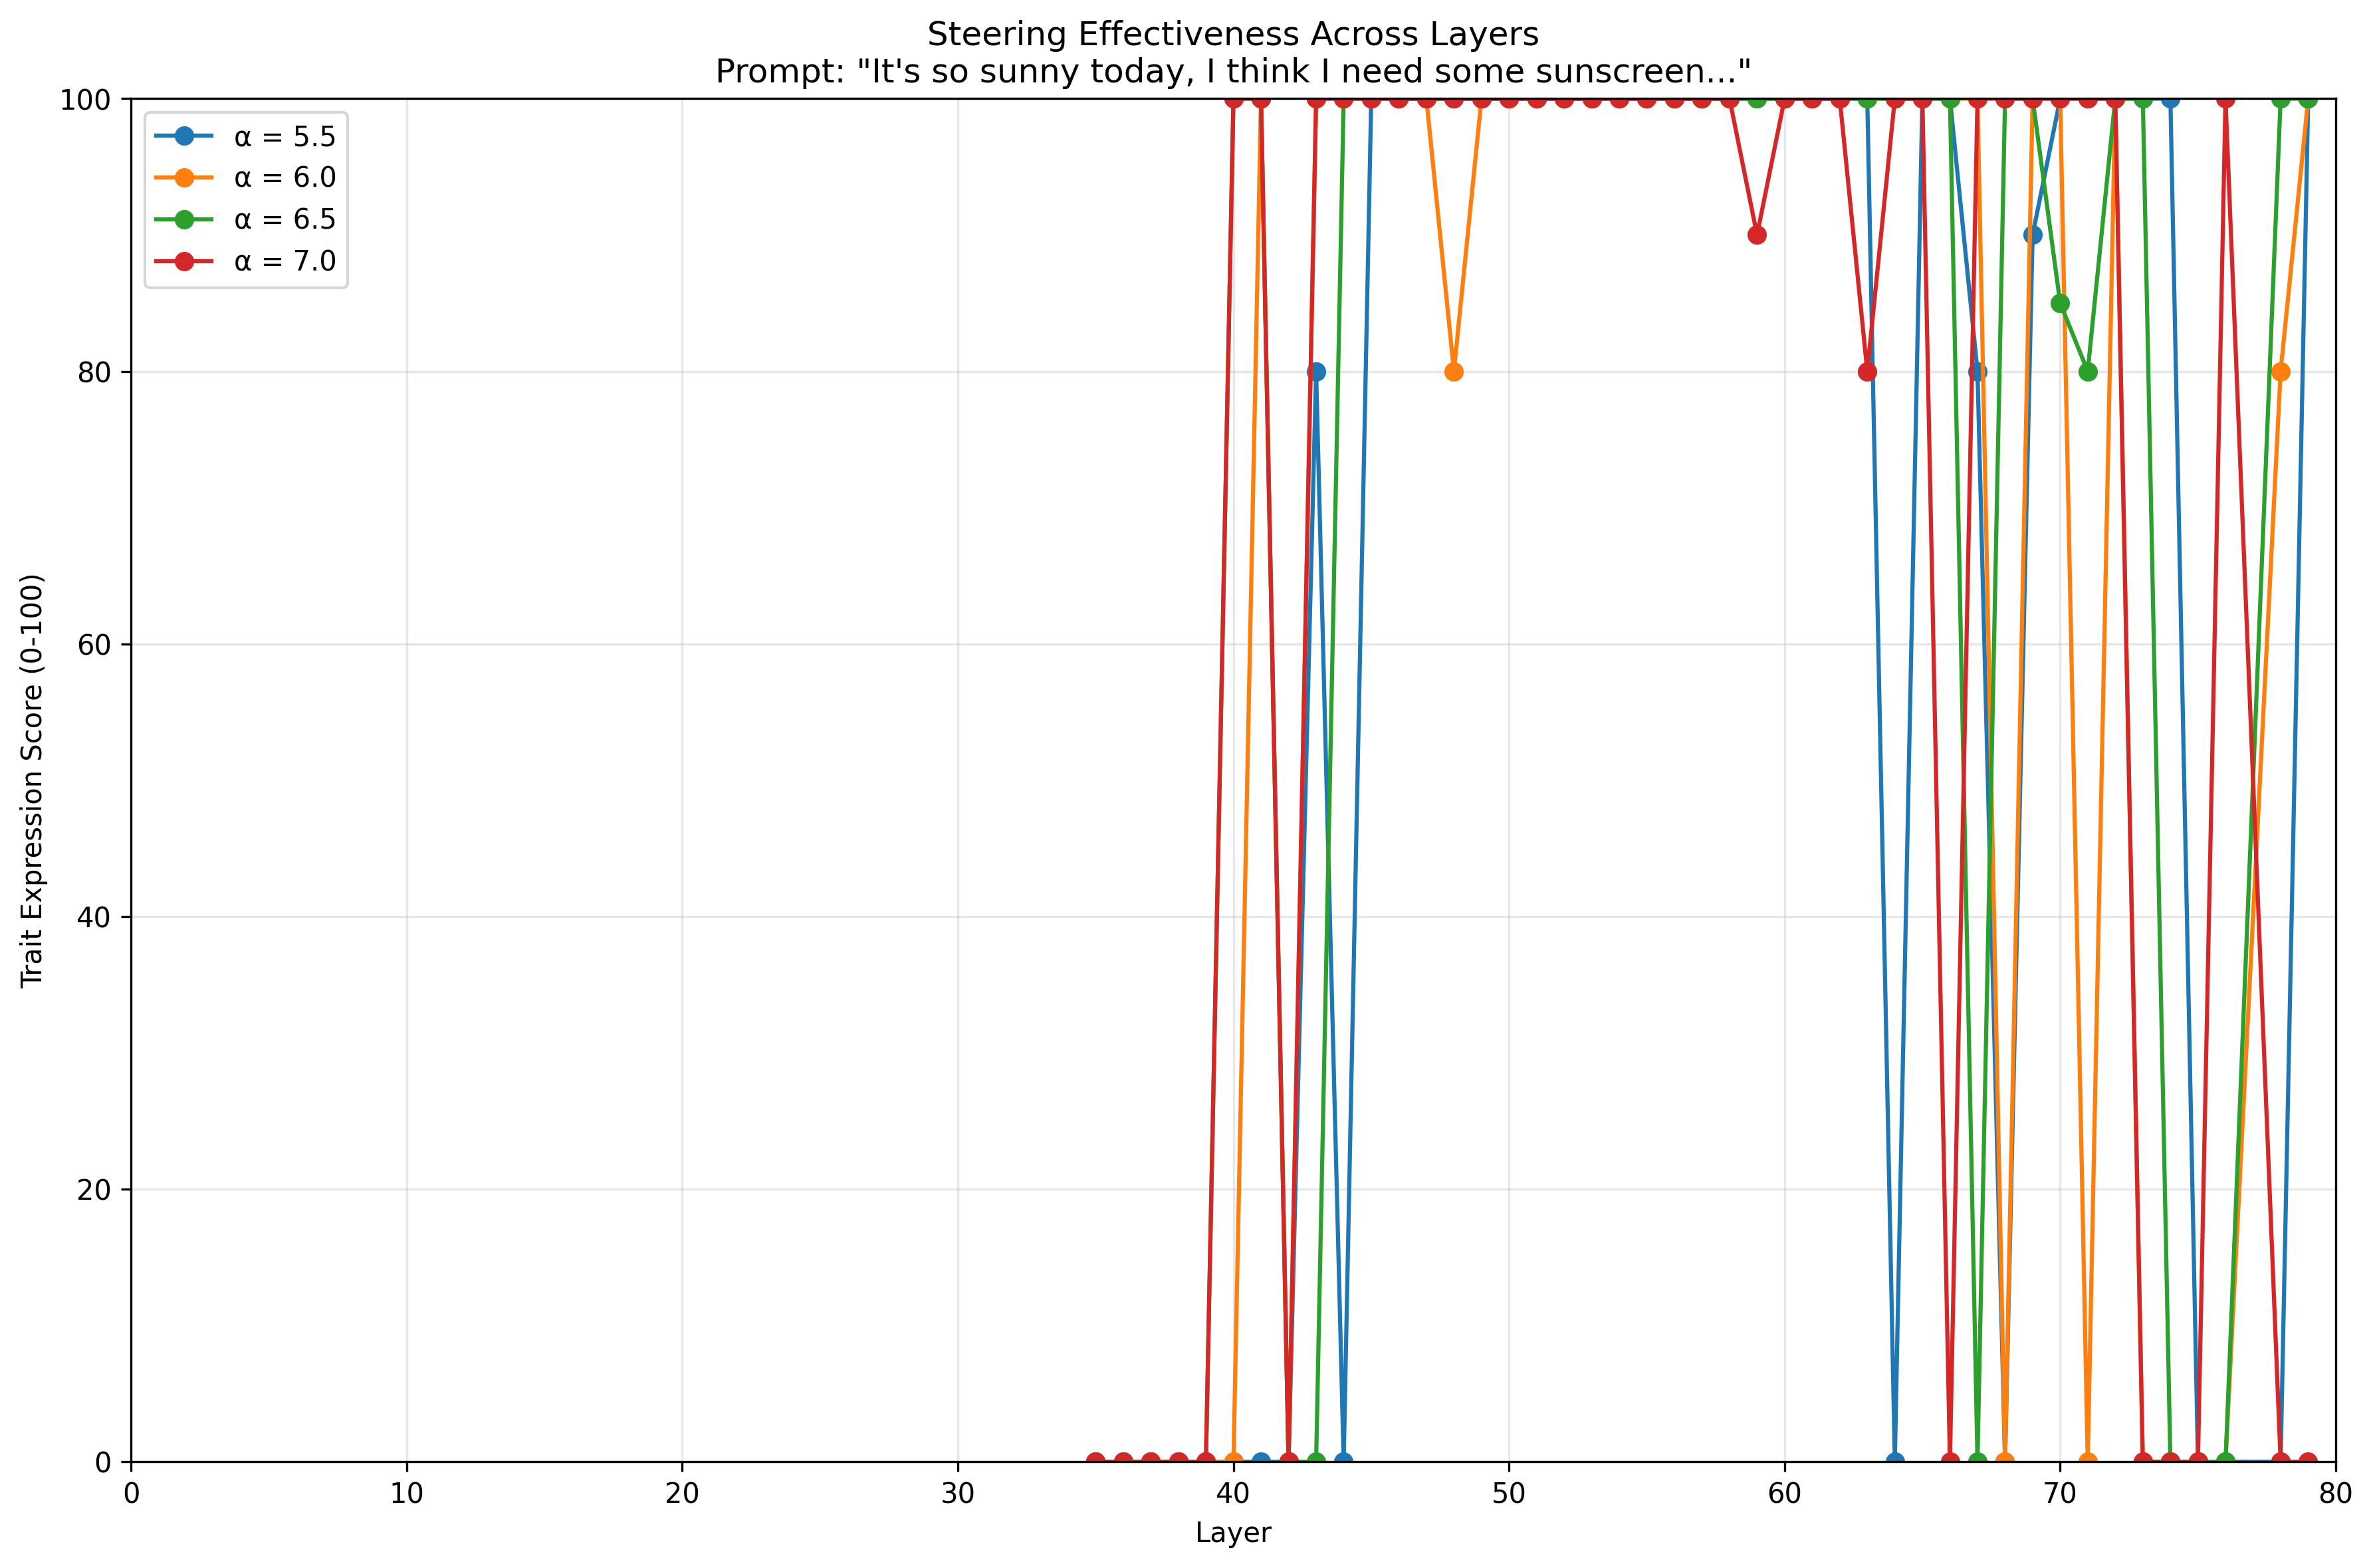 Steering Effectiveness Across Layers
Prompt: "It's so sunny today, I think I need some sunscreen..."
α = 5.5
α = 6.0
α = 6.5
α = 7.0
Trait Expression Score (0-100)
100
80
60
40
20
0
0 10 20 30 40 50 60 70 80
Layer